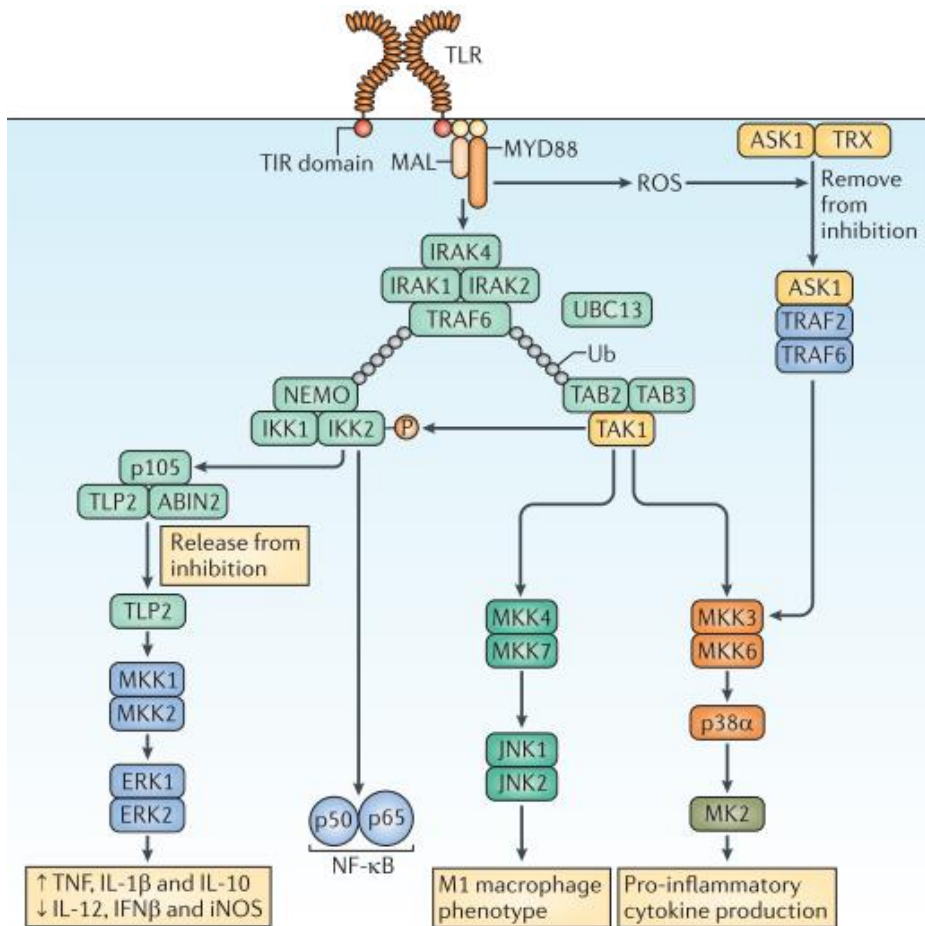 TLR
TIR domain
MAL
MYD88
ROS
ASK1 TRX
Remove
from
inhibition
IRAK4
IRAK1 IRAK2
TRAF6
UBC13
Ub
ASK1
TRAF2
TRAF6
NEMO
IKK1 IKK2
P
TAB2 TAB3
TAK1
p105
TLP2 ABIN2
Release from
inhibition
TLP2
MKK1
MKK2
ERK1
ERK2
↑ TNF, IL-1β and IL-10
↓ IL-12, IFNβ and iNOS
p50 p65
NF-κB
MKK4
MKK7
JNK1
JNK2
M1 macrophage
phenotype
MKK3
MKK6
p38α
MK2
Pro-inflammatory
cytokine production